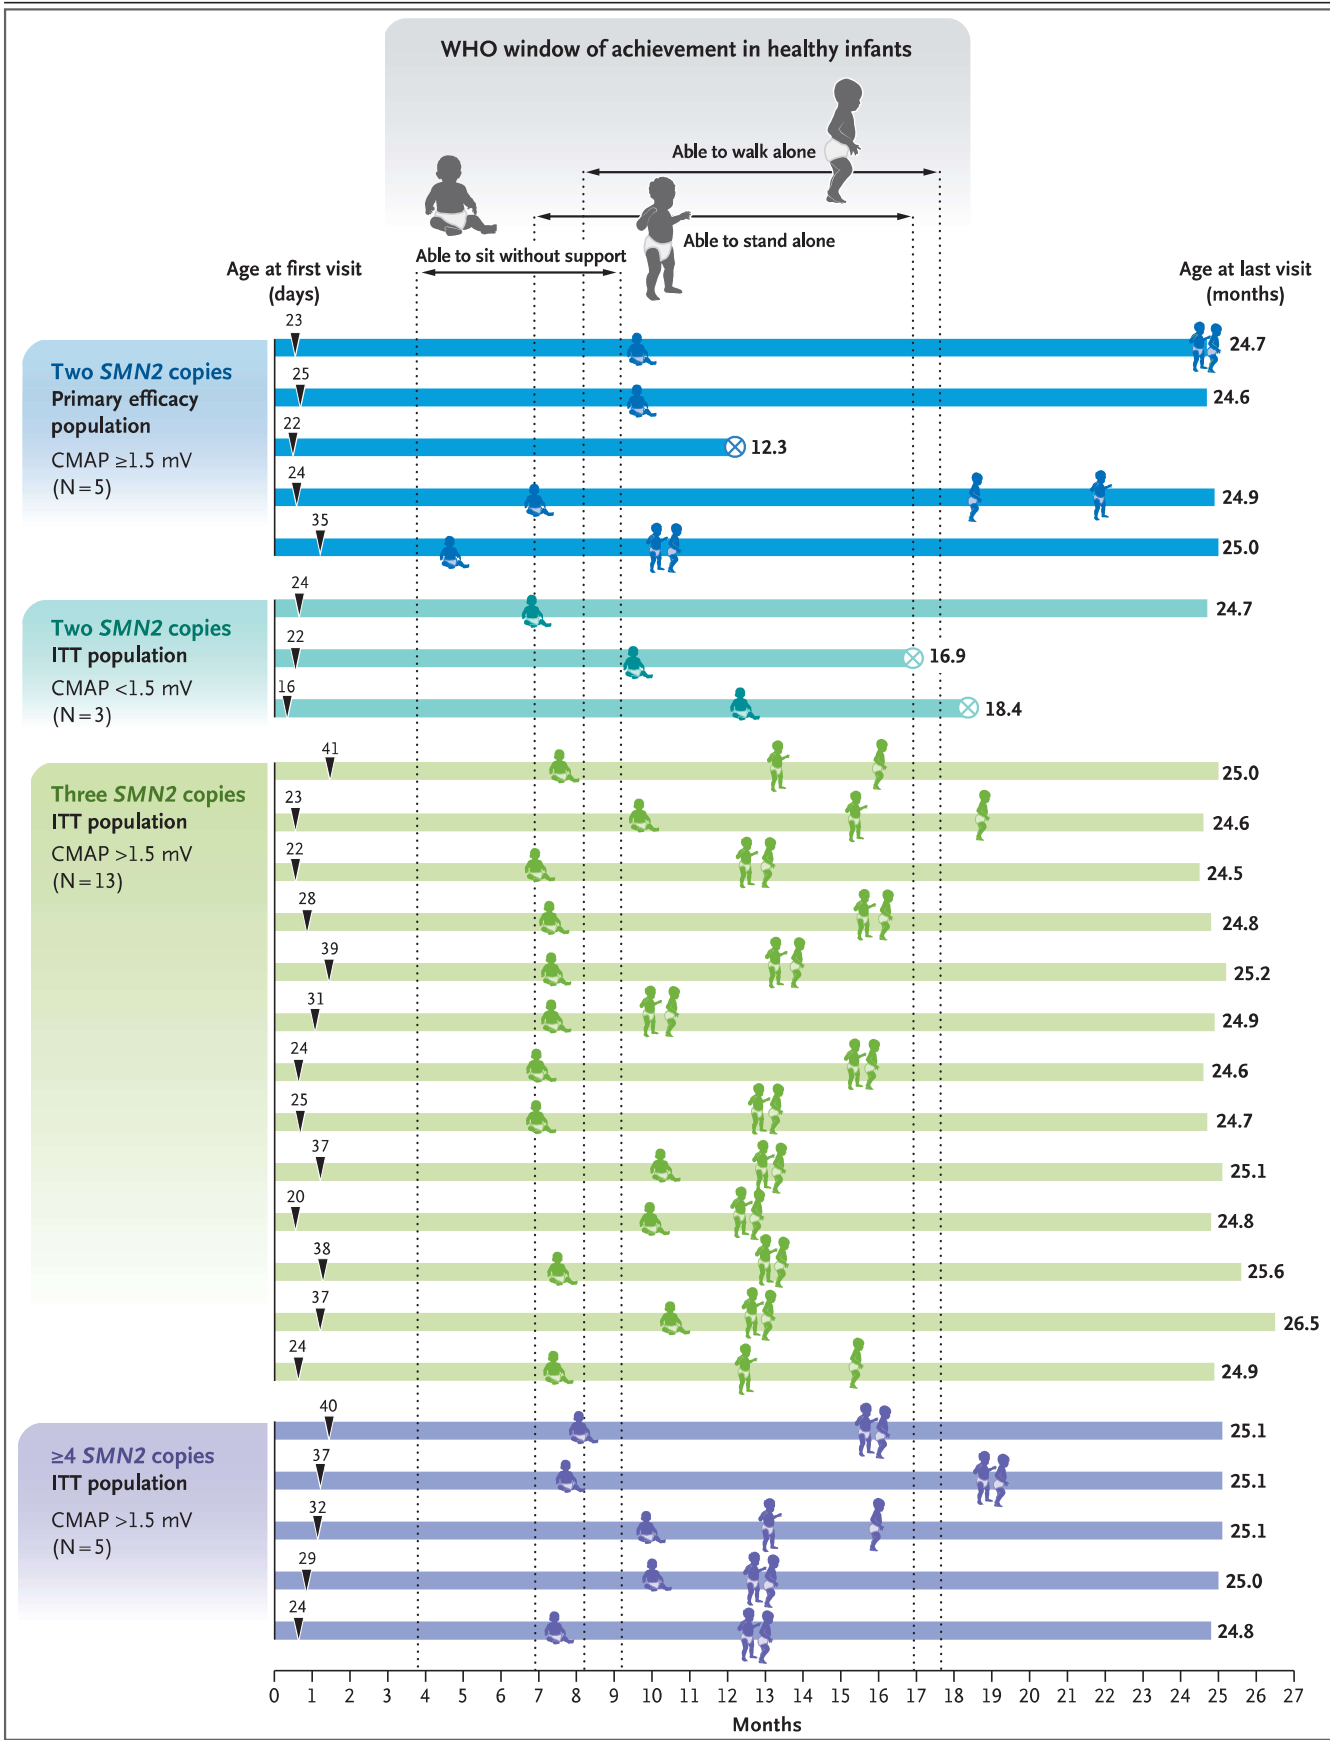 WHO window of achievement in healthy infants
Able to walk alone
Able to stand alone
Able to sit without support
Age at first visit
(days)
Age at last visit
(months)
Two SMN2 copies
Primary efficacy
population
CMAP ≥1.5 mV
(N=5)
23
24.7
25
24.6
22
12.3
24
24.9
35
25.0
Two SMN2 copies
ITT population
CMAP <1.5 mV
(N=3)
24
24.7
22
16.9
16
18.4
Three SMN2 copies
ITT population
CMAP >1.5 mV
(N=13)
41
25.0
23
24.6
22
24.5
28
24.8
39
25.2
31
24.9
24
24.6
25
24.7
37
25.1
20
24.8
38
25.6
37
26.5
24
24.9
≥4 SMN2 copies
ITT population
CMAP >1.5 mV
(N=5)
40
25.1
37
25.1
32
25.1
29
25.0
24
24.8
0 1 2 3 4 5 6 7 8 9 10 11 12 13 14 15 16 17 18 19 20 21 22 23 24 25 26 27
Months